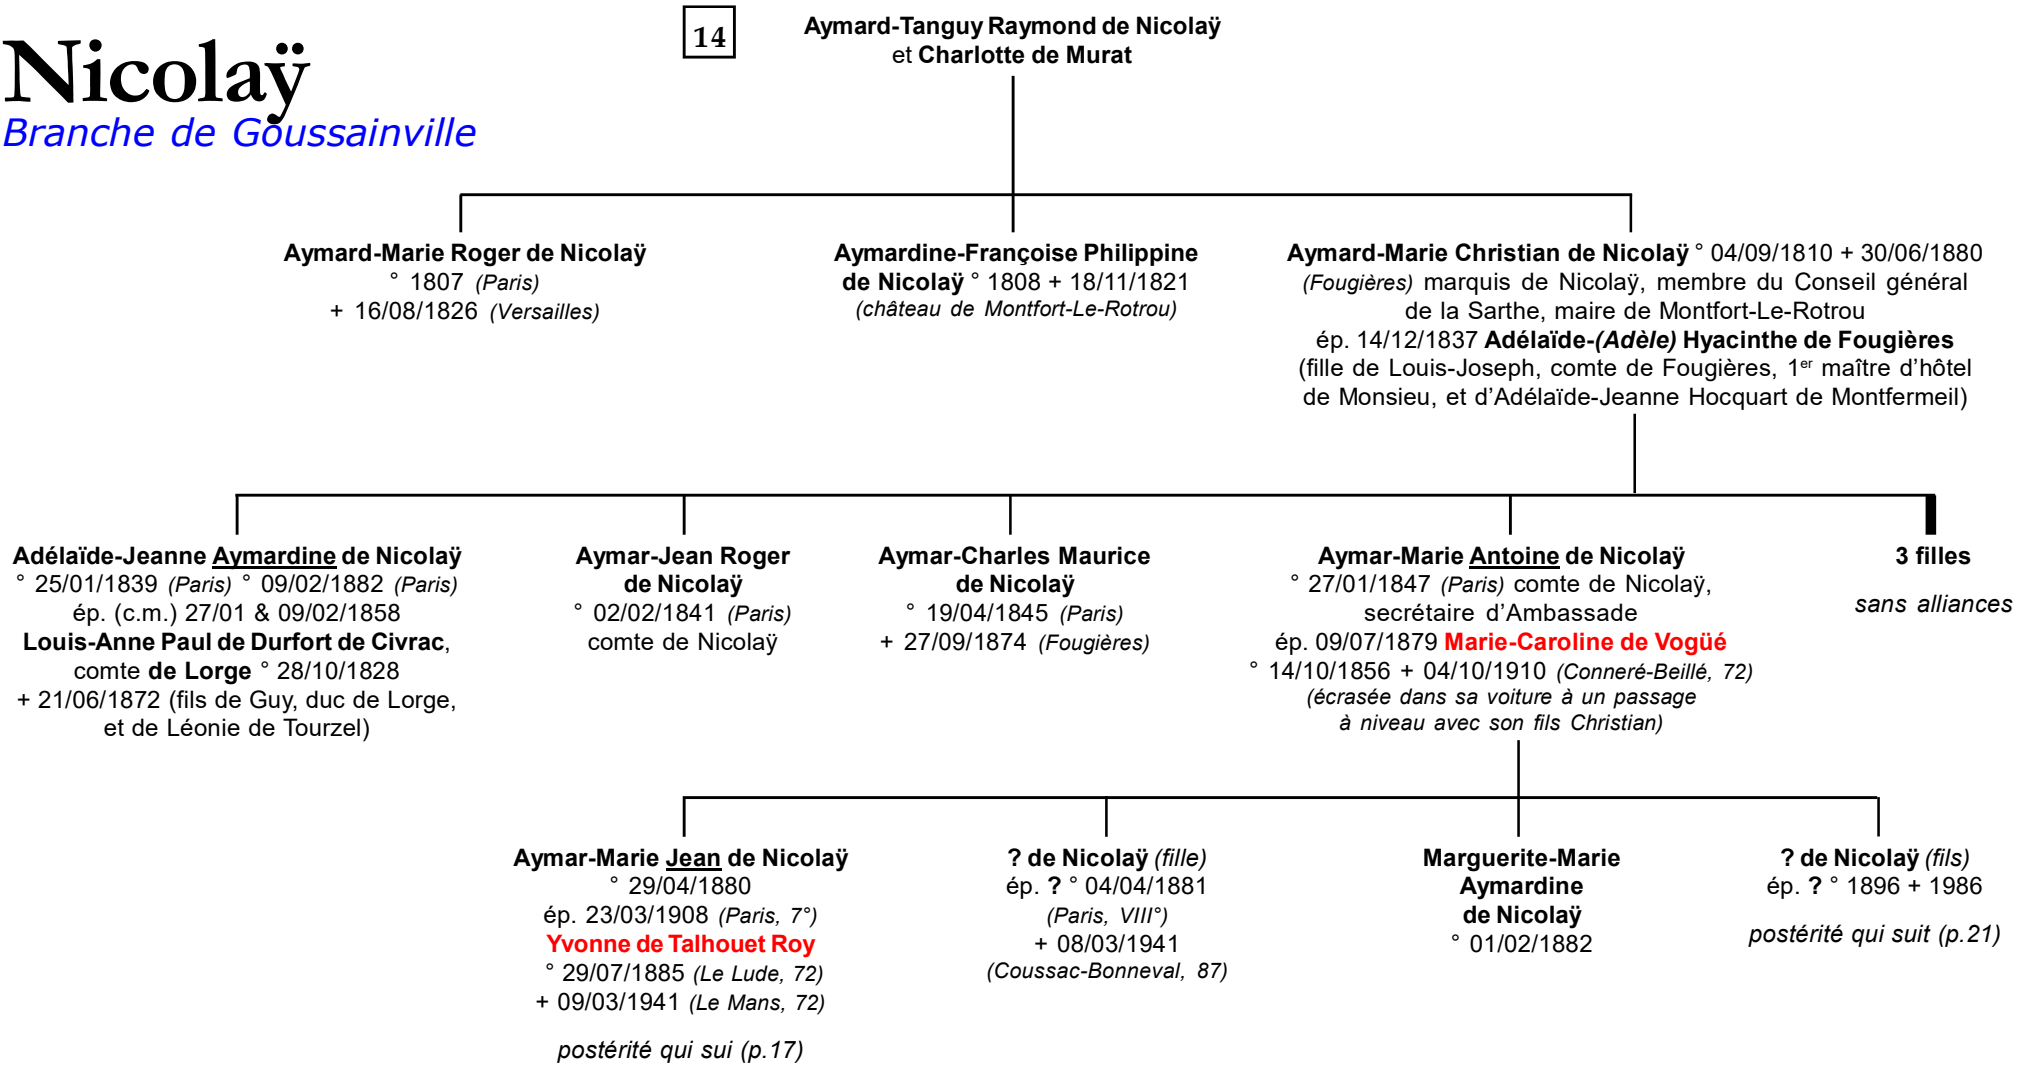 Nicolaÿ
Branche de Goussainville
14
Aymard-Tanguy Raymond de Nicolaÿ
et Charlotte de Murat
Aymard-Marie Roger de Nicolaÿ
° 1807 (Paris)
+ 16/08/1826 (Versailles)
Aymardine-Françoise Philippine
de Nicolaÿ ° 1808 + 18/11/1821
(château de Montfort-Le-Rotrou)
Aymard-Marie Christian de Nicolaÿ ° 04/09/1810 + 30/06/1880
(Fougières) marquis de Nicolaÿ, membre du Conseil général
de la Sarthe, maire de Montfort-Le-Rotrou
ép. 14/12/1837 Adélaïde-(Adèle) Hyacinthe de Fougières
(fille de Louis-Joseph, comte de Fougières, 1er maître d'hôtel
de Monsieu, et d'Adélaïde-Jeanne Hocquart de Montfermeil)
Adélaïde-Jeanne Aymardine de Nicolaÿ
° 25/01/1839 (Paris) ° 09/02/1882 (Paris)
ép. (c.m.) 27/01 & 09/02/1858
Louis-Anne Paul de Durfort de Civrac,
comte de Lorge ° 28/10/1828
+ 21/06/1872 (fils de Guy, duc de Lorge,
et de Léonie de Tourzel)
Aymar-Jean Roger
de Nicolaÿ
° 02/02/1841 (Paris)
comte de Nicolaÿ
Aymar-Charles Maurice
de Nicolaÿ
° 19/04/1845 (Paris)
+ 27/09/1874 (Fougières)
Aymar-Marie Antoine de Nicolaÿ
° 27/01/1847 (Paris) comte de Nicolaÿ,
secrétaire d'Ambassade
ép. 09/07/1879 Marie-Caroline de Vogüé
° 14/10/1856 + 04/10/1910 (Conneré-Beillé, 72)
(écrasée dans sa voiture à un passage
à niveau avec son fils Christian)
3 filles
sans alliances
Aymar-Marie Jean de Nicolaÿ
° 29/04/1880
ép. 23/03/1908 (Paris, 7°)
Yvonne de Talhouet Roy
° 29/07/1885 (Le Lude, 72)
+ 09/03/1941 (Le Mans, 72)
postérité qui sui (p.17)
? de Nicolaÿ (fille)
ép. ? ° 04/04/1881
(Paris, VIII°)
+ 08/03/1941
(Coussac-Bonneval, 87)
Marguerite-Marie
Aymardine
de Nicolaÿ
° 01/02/1882
? de Nicolaÿ (fils)
ép. ? ° 1896 + 1986
postérité qui suit (p.21)